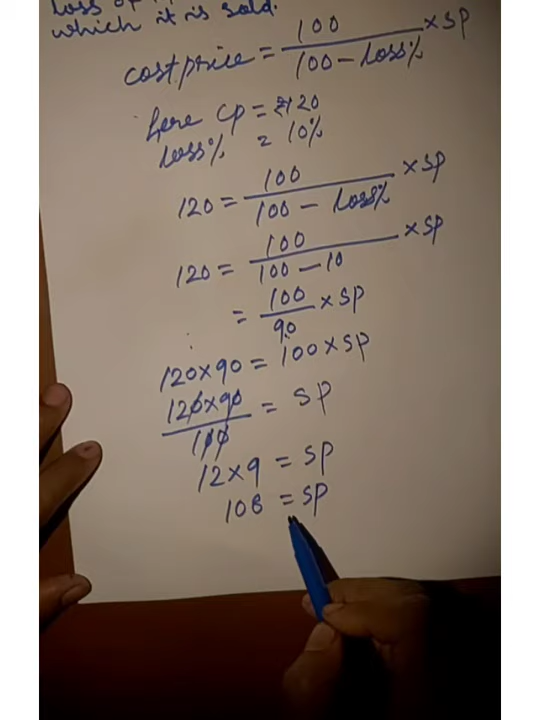 loss of
which it is sold.
cost price = 100 / 100 - loss% × SP
here CP = ₹120
loss% = 10%
120 = 100 / 100 - loss% × SP
120 = 100 / 100 - 10 × SP
= 100 / 90 × SP
120 × 90 = 100 × SP
120 × 90 / 100 = SP
12 × 9 = SP
108 = SP